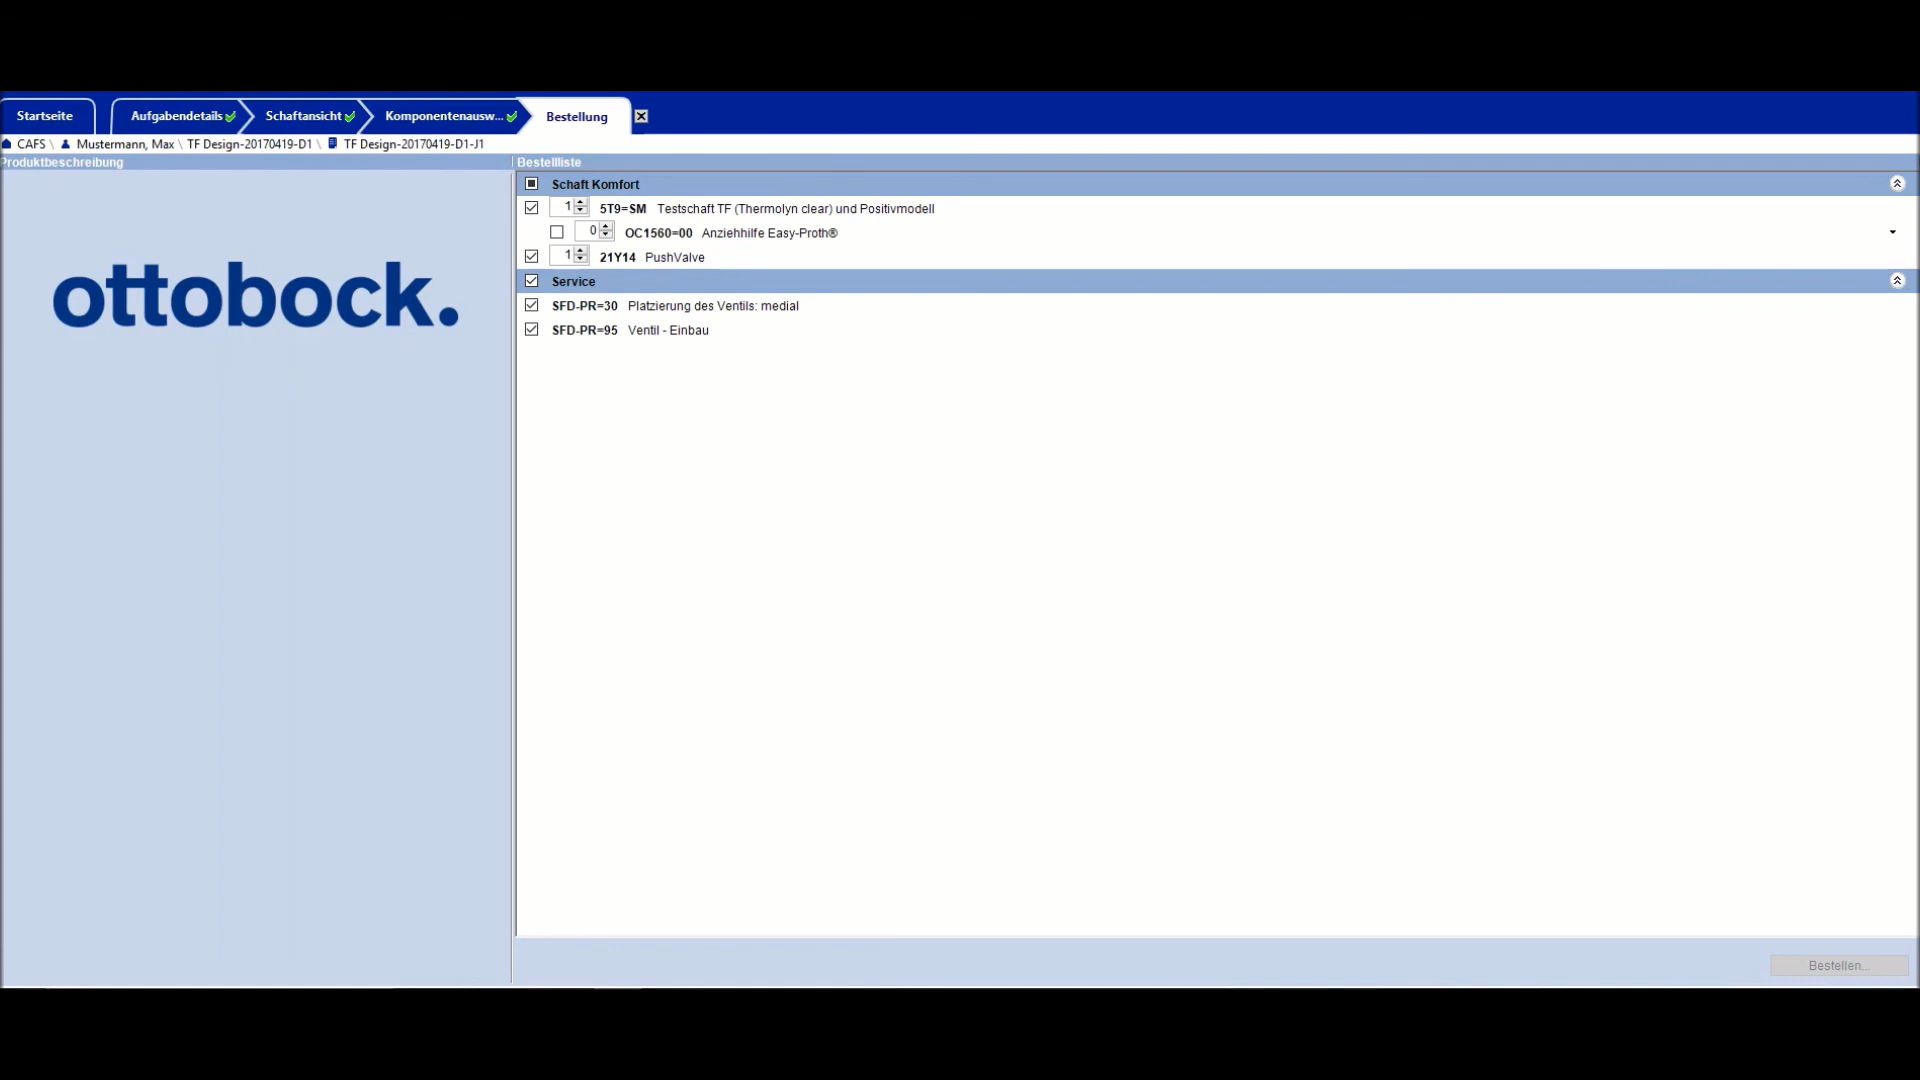 Startseite
Aufgabendetails
Schaftansicht
Komponentenausw...
Bestellung
CAFS \ Mustermann, Max \ TF Design-20170419-D1 \ TF Design-20170419-D1-J1
Produktbeschreibung
Bestellliste
ottobock.
Schaft Komfort
1 5T9=SM Testschaft TF (Thermolyn clear) und Positivmodell
0 OC1560=00 Anziehhilfe Easy-Proth®
1 21Y14 PushValve
Service
SFD-PR=30 Platzierung des Ventils: medial
SFD-PR=95 Ventil - Einbau
Bestellen...